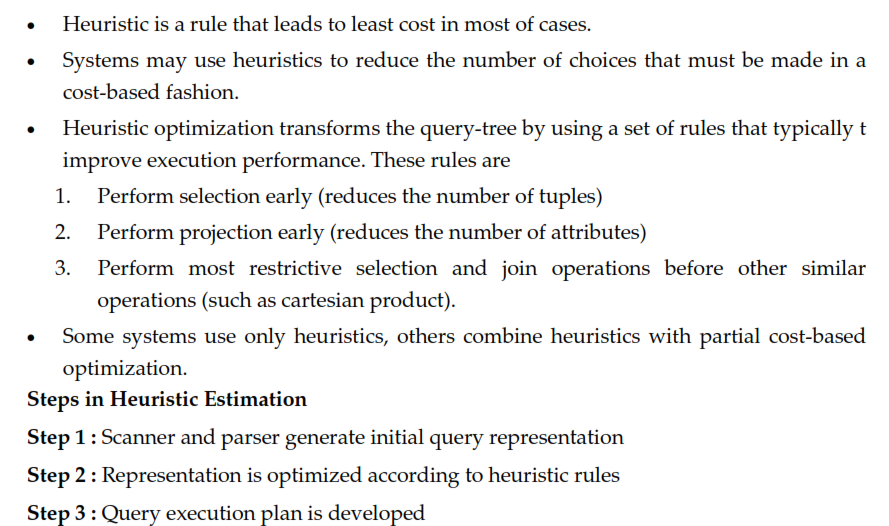 • Heuristic is a rule that leads to least cost in most of cases.
• Systems may use heuristics to reduce the number of choices that must be made in a
cost-based fashion.
• Heuristic optimization transforms the query-tree by using a set of rules that typically t
improve execution performance. These rules are
1. Perform selection early (reduces the number of tuples)
2. Perform projection early (reduces the number of attributes)
3. Perform most restrictive selection and join operations before other similar
operations (such as cartesian product).
• Some systems use only heuristics, others combine heuristics with partial cost-based
optimization.
Steps in Heuristic Estimation
Step 1 : Scanner and parser generate initial query representation
Step 2 : Representation is optimized according to heuristic rules
Step 3 : Query execution plan is developed